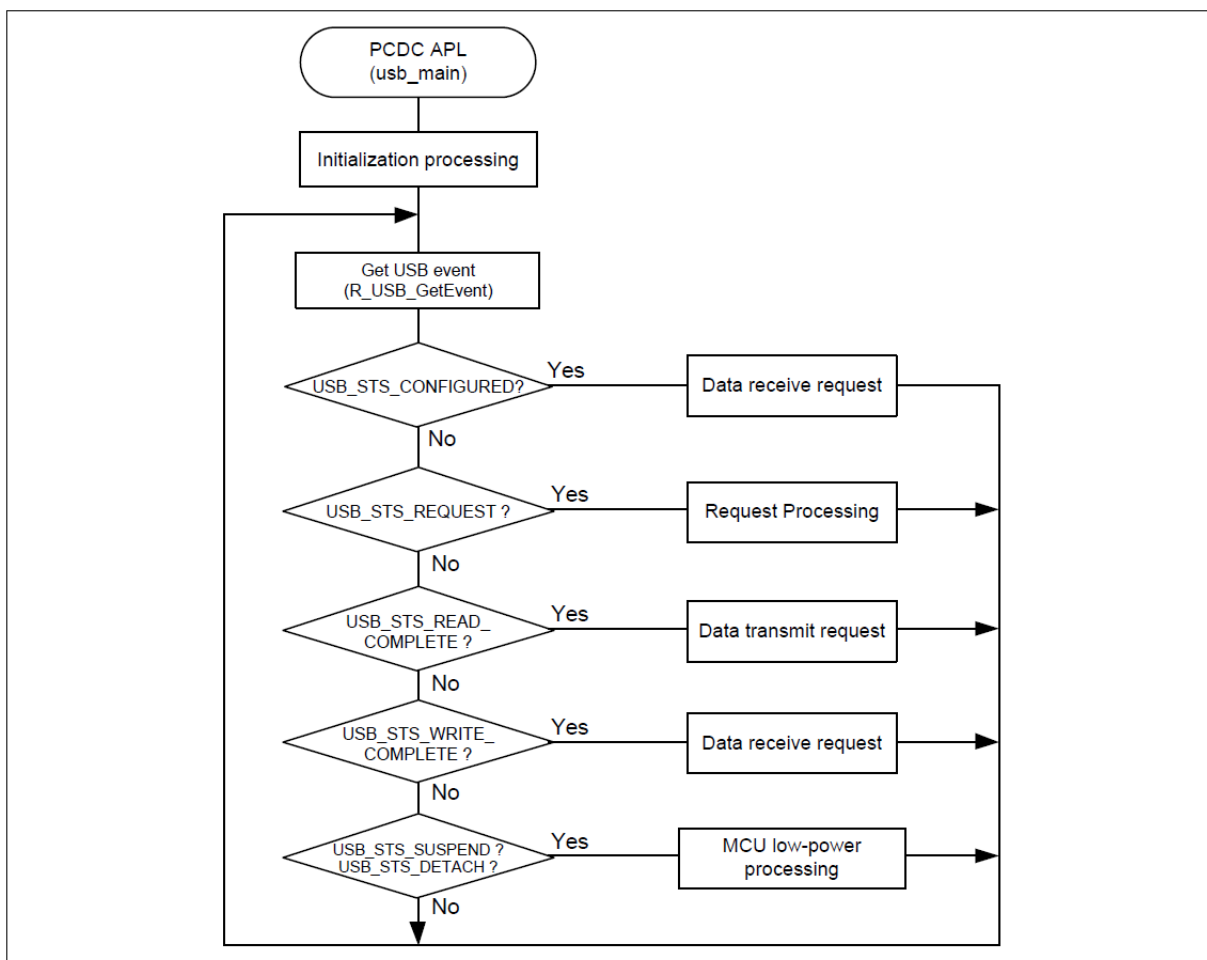 PCDC APL
(usb_main)
Initialization processing
Get USB event
(R_USB_GetEvent)
USB_STS_CONFIGURED?
Yes
Data receive request
No
USB_STS_REQUEST ?
Yes
Request Processing
No
USB_STS_READ_
COMPLETE ?
Yes
Data transmit request
No
USB_STS_WRITE_
COMPLETE ?
Yes
Data receive request
No
USB_STS_SUSPEND ?
USB_STS_DETACH ?
Yes
MCU low-power
processing
No